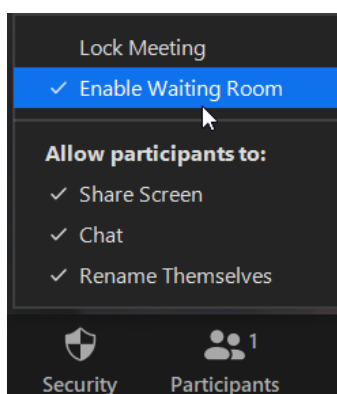 Lock Meeting
Enable Waiting Room
Allow participants to:
Share Screen
Chat
Rename Themselves
1
Security Participants